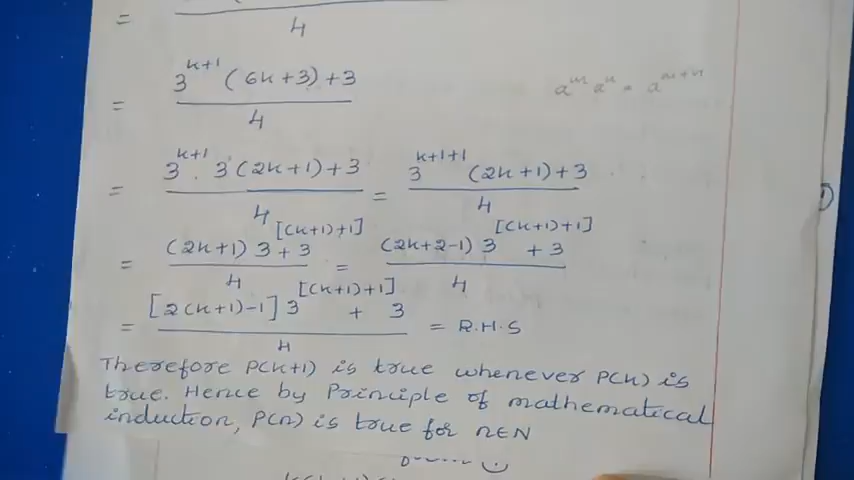 = 4
= 3^{k+1} (6k+3) + 3 / 4
a^m a^n = a^{m+n}
= 3^{k+1} . 3^1 (2k+1) + 3 / 4 = 3^{k+1+1} (2k+1) + 3 / 4
= (2k+1) 3^{[(k+1)+1]} + 3 / 4 = (2k+2-1) 3^{[(k+1)+1]} + 3 / 4
= [2(k+1)-1] 3^{[(k+1)+1]} + 3 / 4 = R.H.S
Therefore P(k+1) is true whenever P(k) is
true. Hence by Principle of mathematical
induction, P(n) is true for n∈N